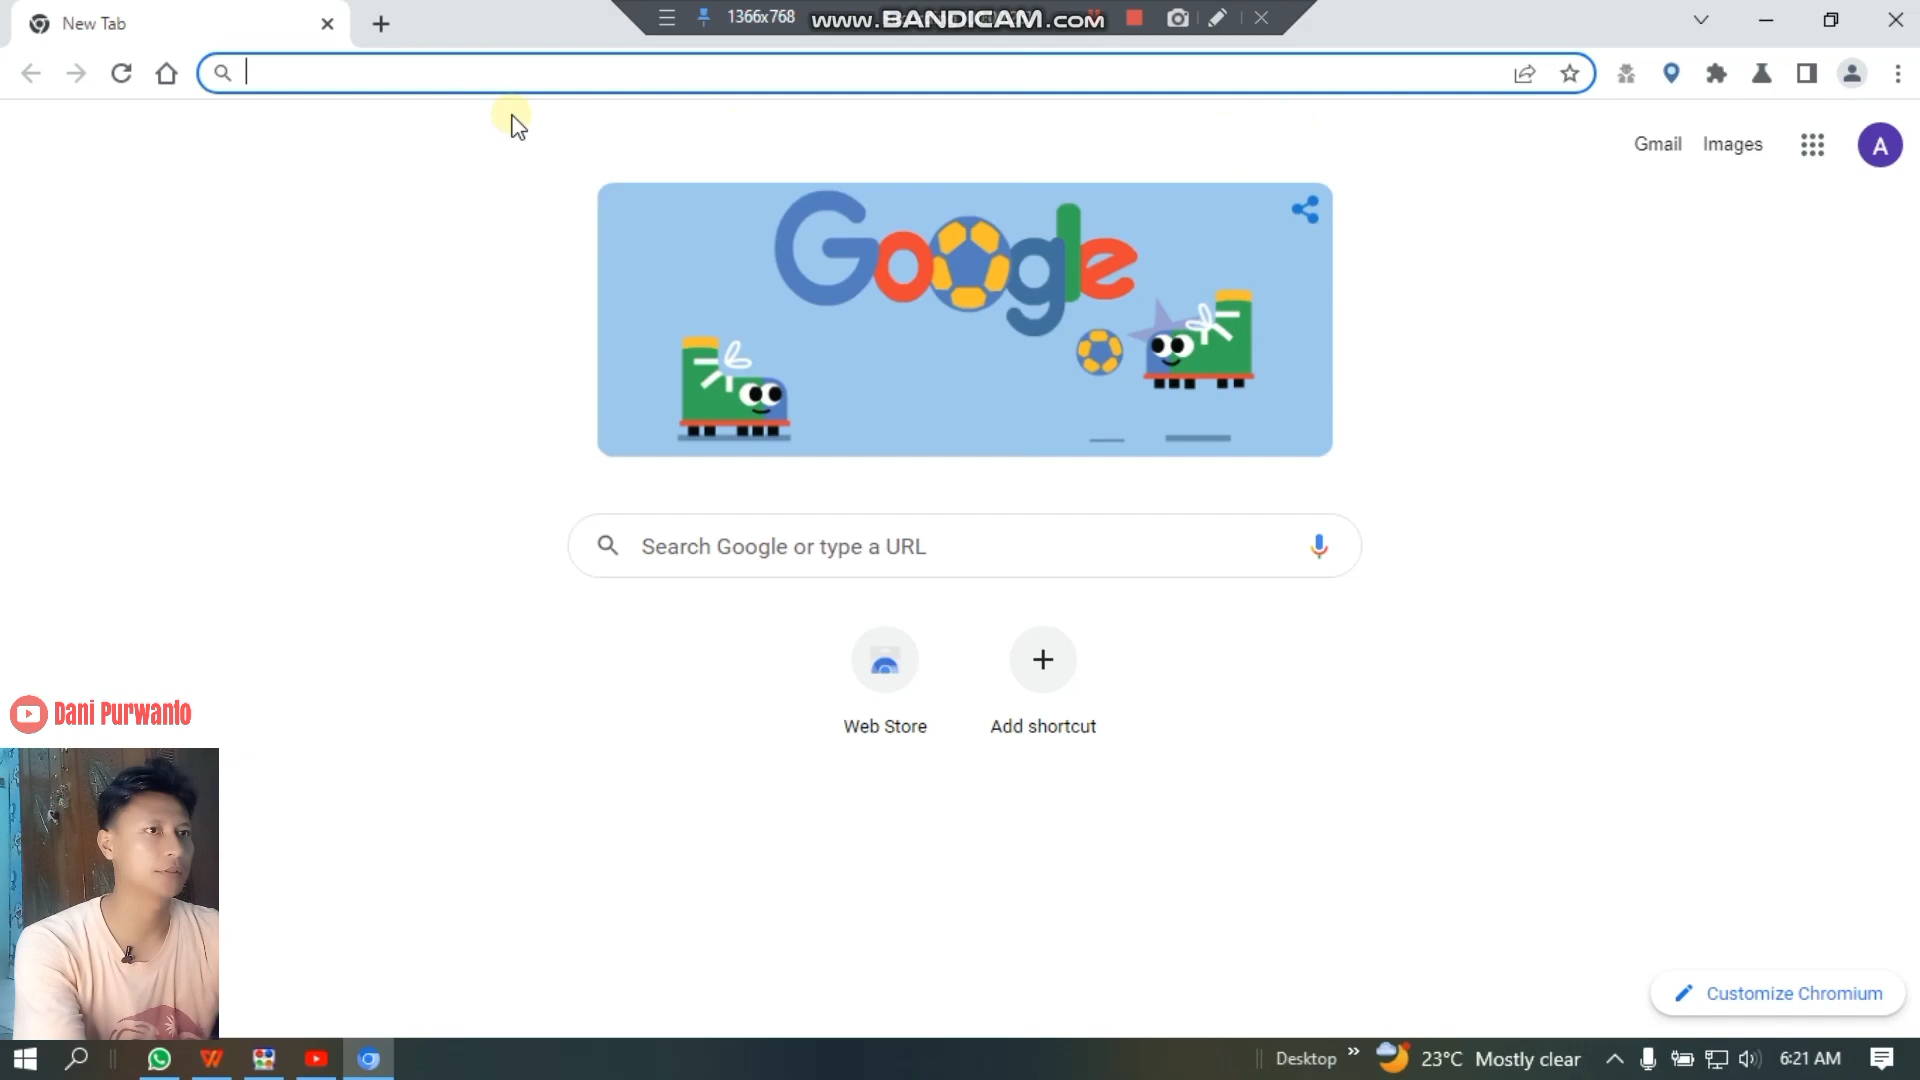 New Tab
1366x768
www.BANDICAM.com
Gmail
Images
A
Google
Search Google or type a URL
Web Store
Add shortcut
Dani Purwanto
Customize Chromium
Desktop
23°C Mostly clear
6:21 AM